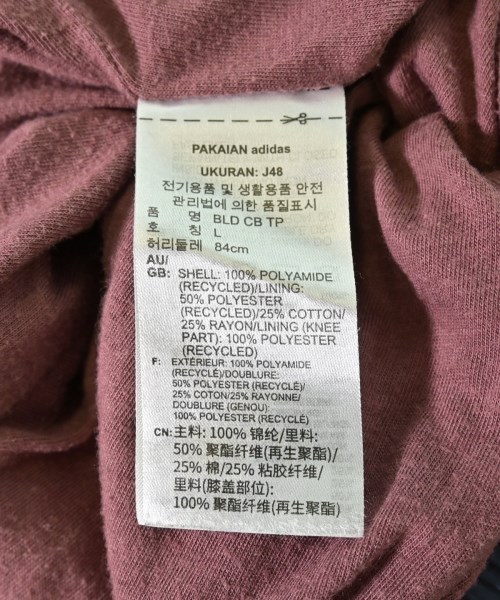 PAKAIAN adidas
UKURAN: J48
전기용품 및 생활용품 안전
관리법에 의한 품질표시
품 명 BLD CB TP
호 칭 L
허리둘레 84cm
AU/
GB: SHELL: 100% POLYAMIDE
(RECYCLED)/LINING:
50% POLYESTER
(RECYCLED)/25% COTTON/
25% RAYON/LINING (KNEE
PART): 100% POLYESTER
(RECYCLED)
F: EXTÉRIEUR: 100% POLYAMIDE
(RECYCLÉ)/DOUBLURE:
50% POLYESTER (RECYCLÉ)/
25% COTON/25% RAYONNE/
DOUBLURE (GENOU):
100% POLYESTER (RECYCLÉ)
CN: 主料: 100% 锦纶/里料:
50% 聚酯纤维(再生聚酯)/
25% 棉/25% 粘胶纤维/
里料(膝盖部位):
100% 聚酯纤维(再生聚酯)